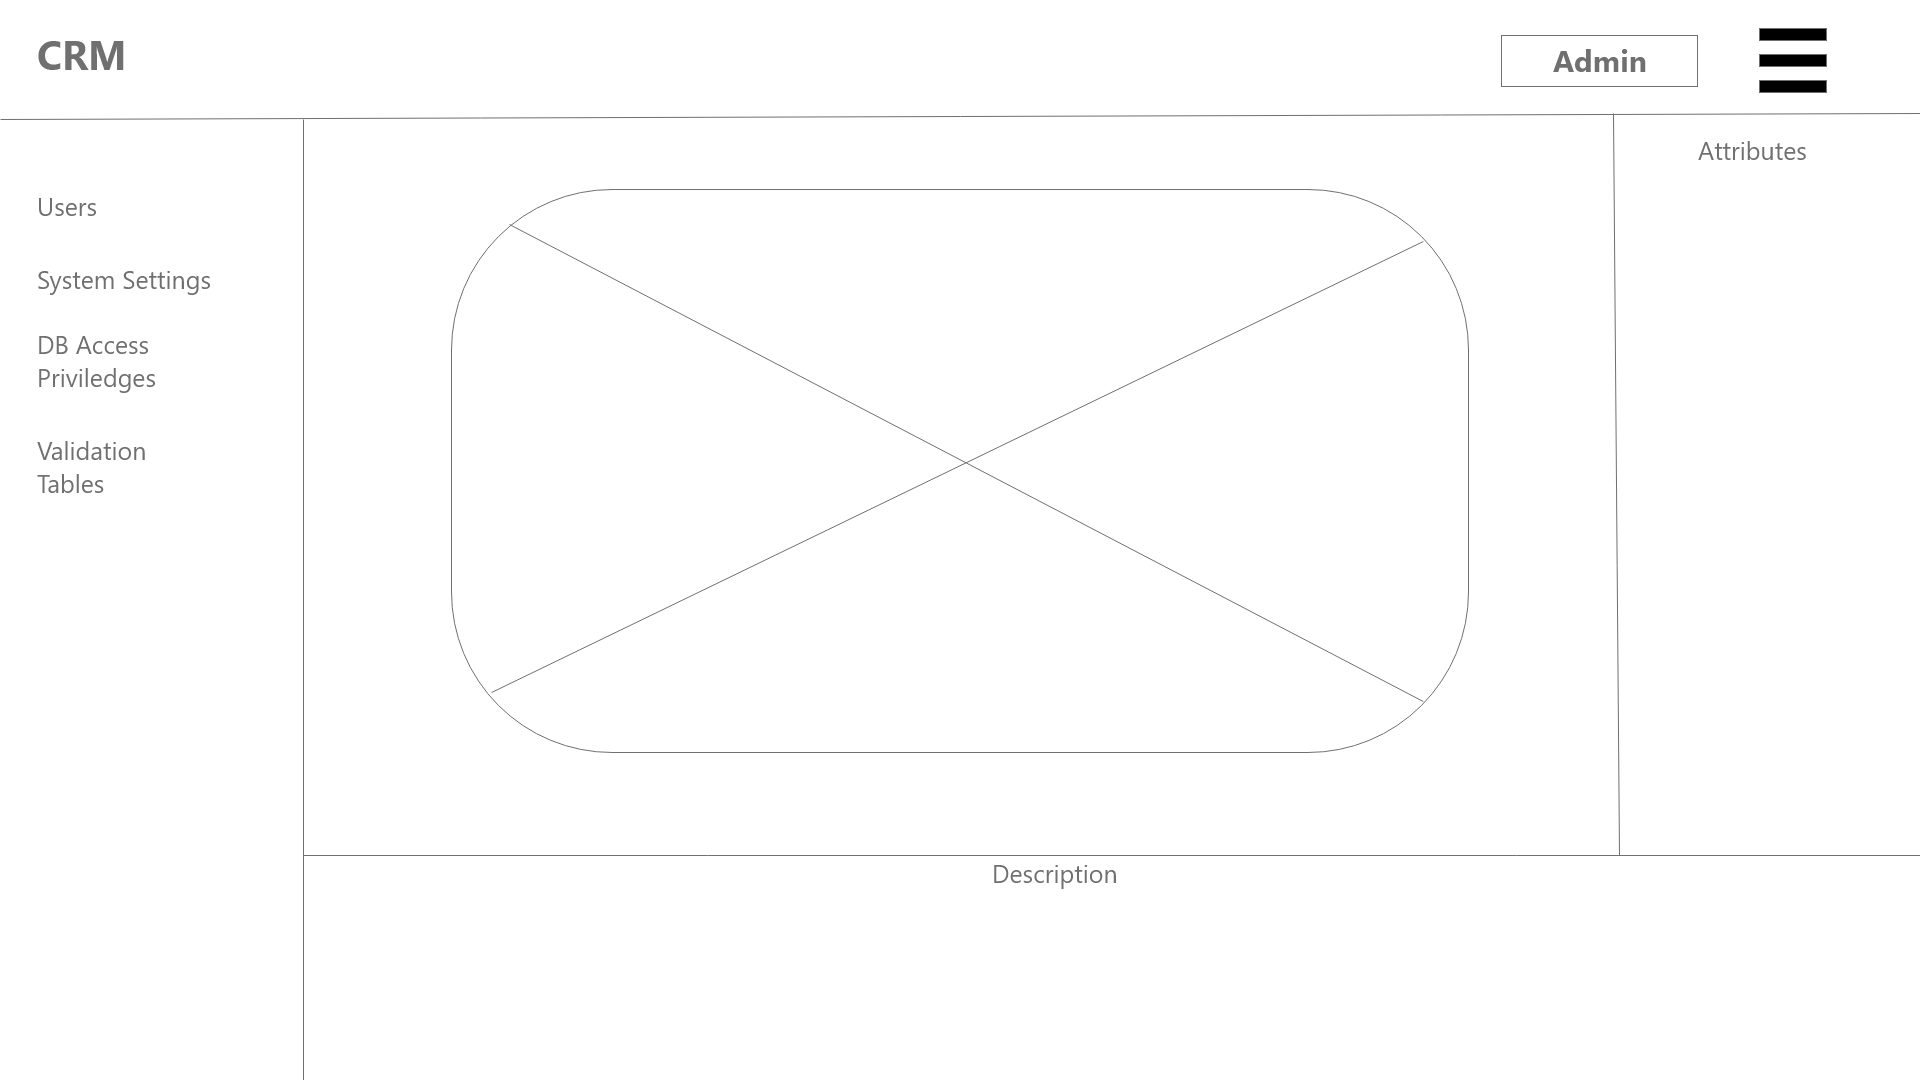 CRM
Admin
Attributes
Users
System Settings
DB Access
Priviledges
Validation
Tables
Description